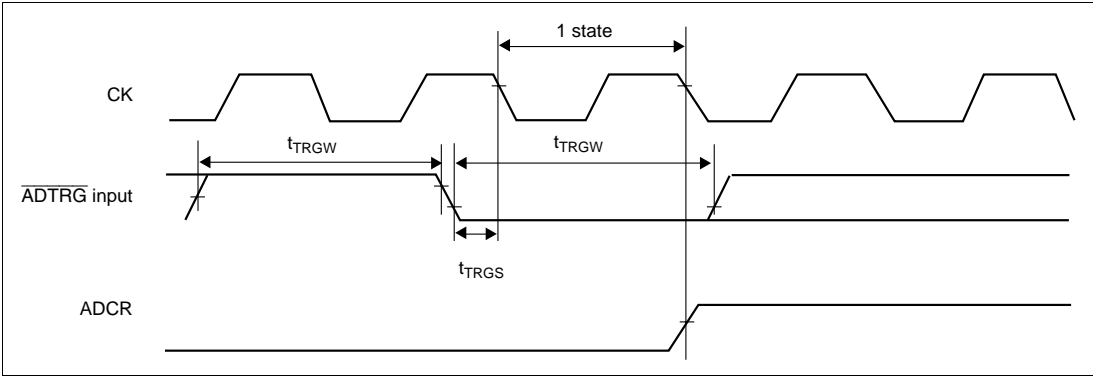 1 state
CK
tTRGW
tTRGW
ADTRG input
tTRGS
ADCR